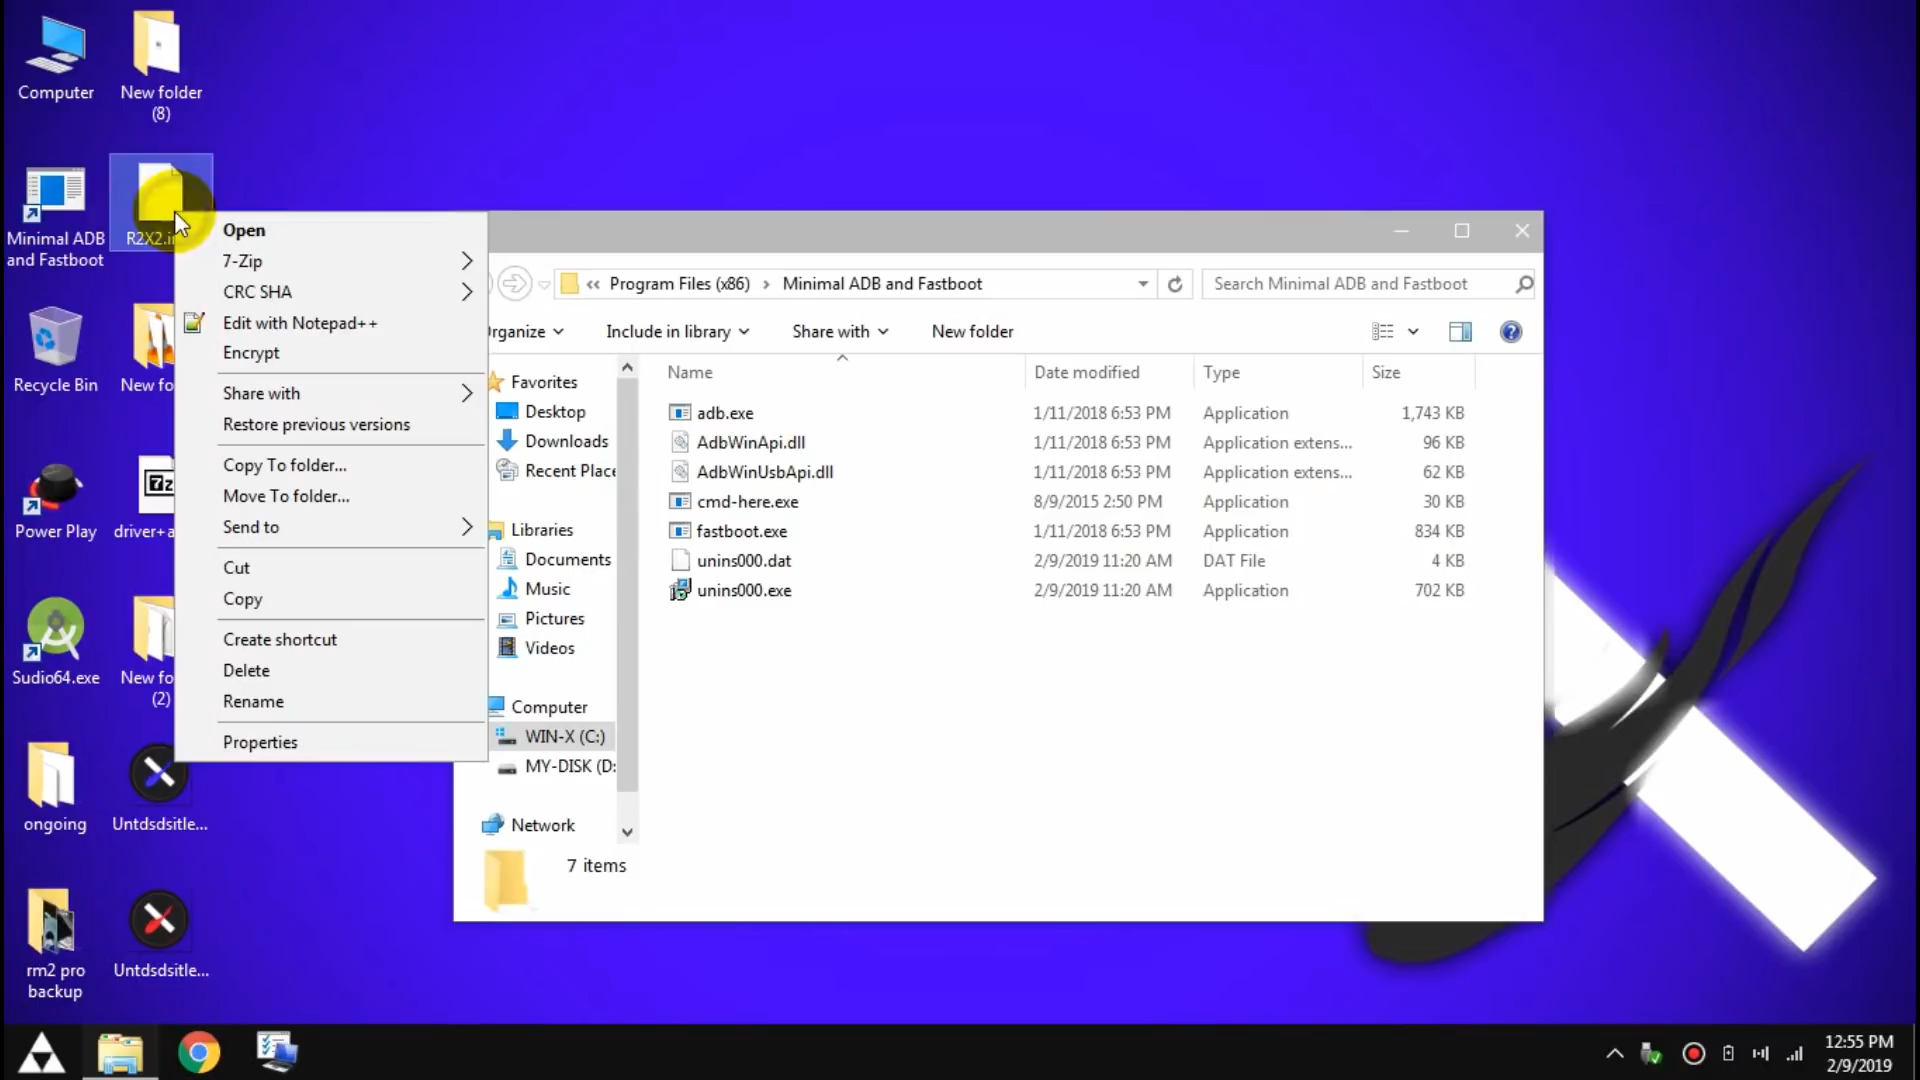 Computer
New folder
(8)
Minimal ADB
and Fastboot
Recycle Bin
New fo
Power Play
driver+a
Sudio64.exe
New fo
(2)
ongoing
Untdsdsitle...
rm2 pro
backup
Untdsdsitle...
Open
7-Zip
CRC SHA
Edit with Notepad++
Encrypt
Share with
Restore previous versions
Copy To folder...
Move To folder...
Send to
Cut
Copy
Create shortcut
Delete
Rename
Properties
« Program Files (x86) › Minimal ADB and Fastboot
Search Minimal ADB and Fastboot
rganize
Include in library
Share with
New folder
Favorites
Desktop
Downloads
Recent Place
Libraries
Documents
Music
Pictures
Videos
Computer
WIN-X (C:)
MY-DISK (D:
Network
Name Date modified Type Size
adb.exe 1/11/2018 6:53 PM Application 1,743 KB
AdbWinApi.dll 1/11/2018 6:53 PM Application extens... 96 KB
AdbWinUsbApi.dll 1/11/2018 6:53 PM Application extens... 62 KB
cmd-here.exe 8/9/2015 2:50 PM Application 30 KB
fastboot.exe 1/11/2018 6:53 PM Application 834 KB
unins000.dat 2/9/2019 11:20 AM DAT File 4 KB
unins000.exe 2/9/2019 11:20 AM Application 702 KB
7 items
12:55 PM
2/9/2019